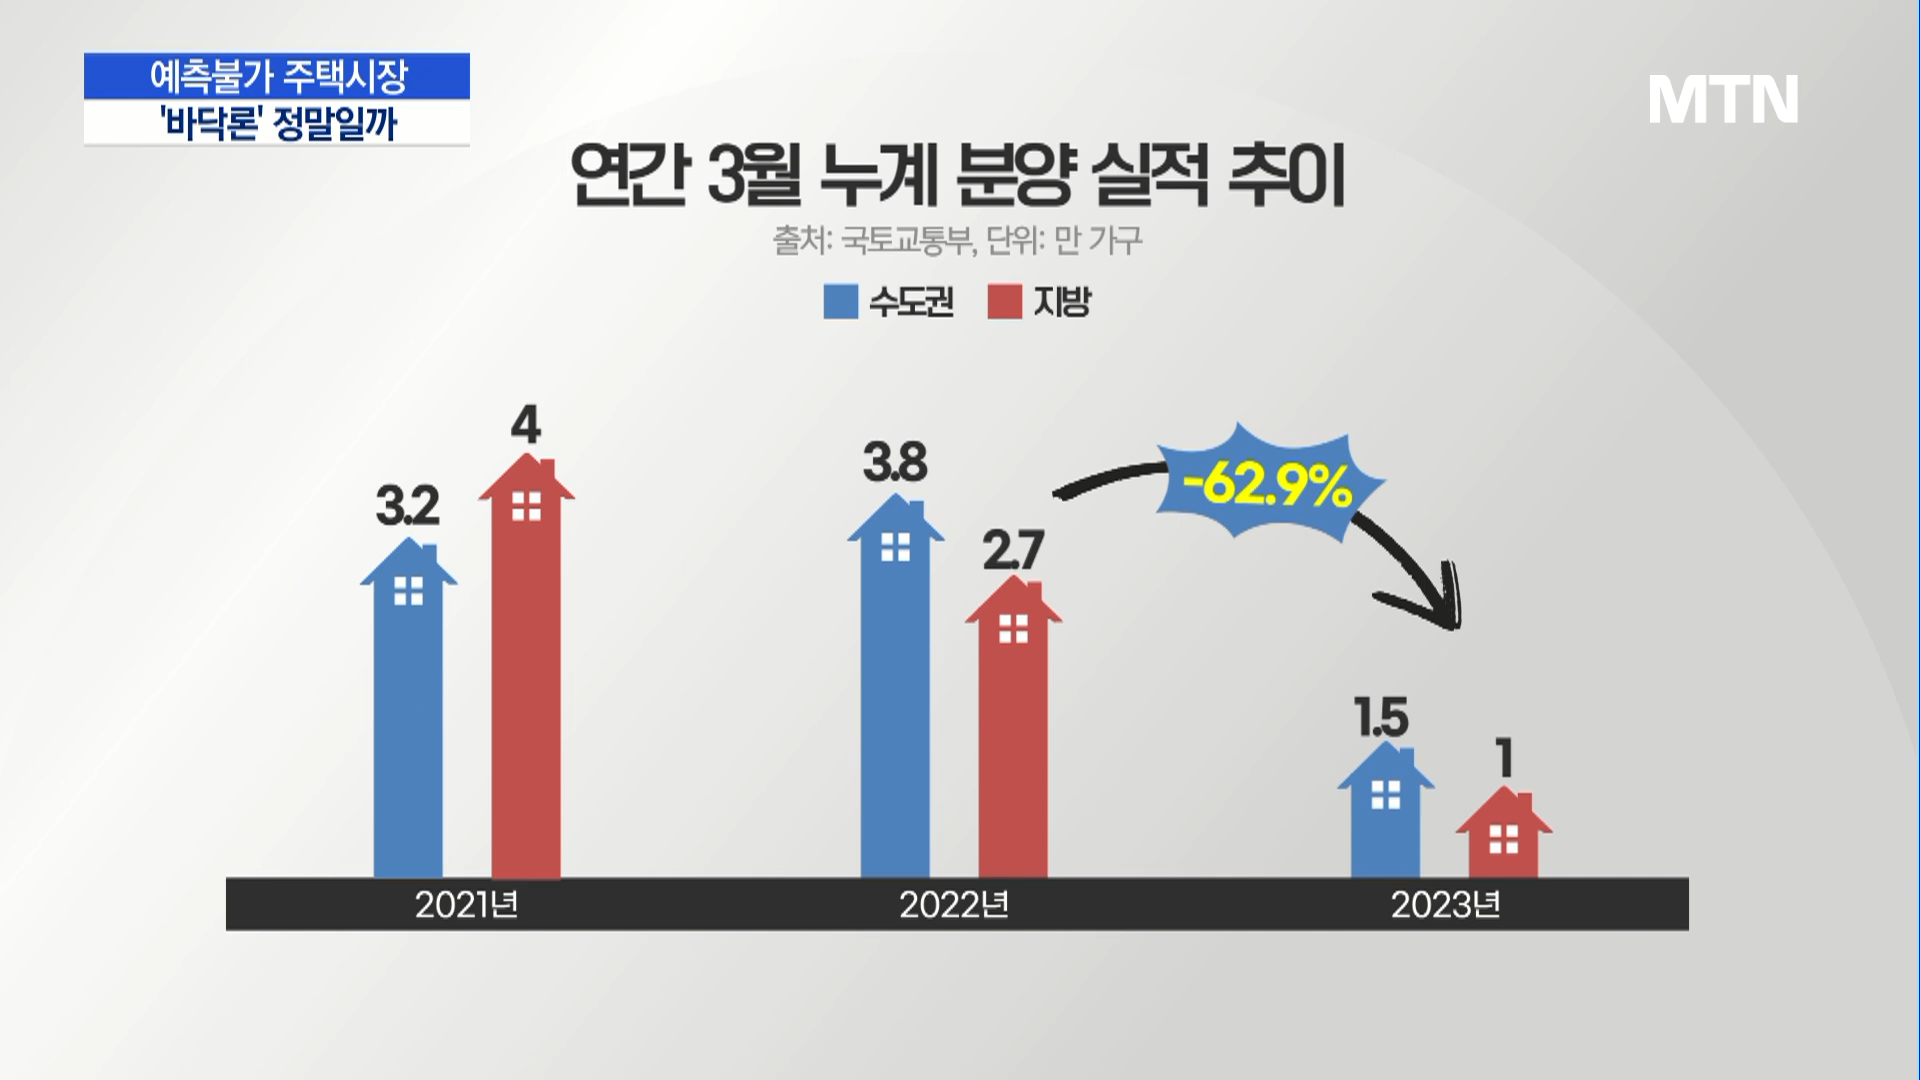 예측불가 주택시장
'바닥론' 정말일까
MTN
연간 3월 누계 분양 실적 추이
출처: 국토교통부, 단위: 만 가구
수도권 지방
3.2
4
3.8
2.7
-62.9%
1.5
1
2021년 2022년 2023년